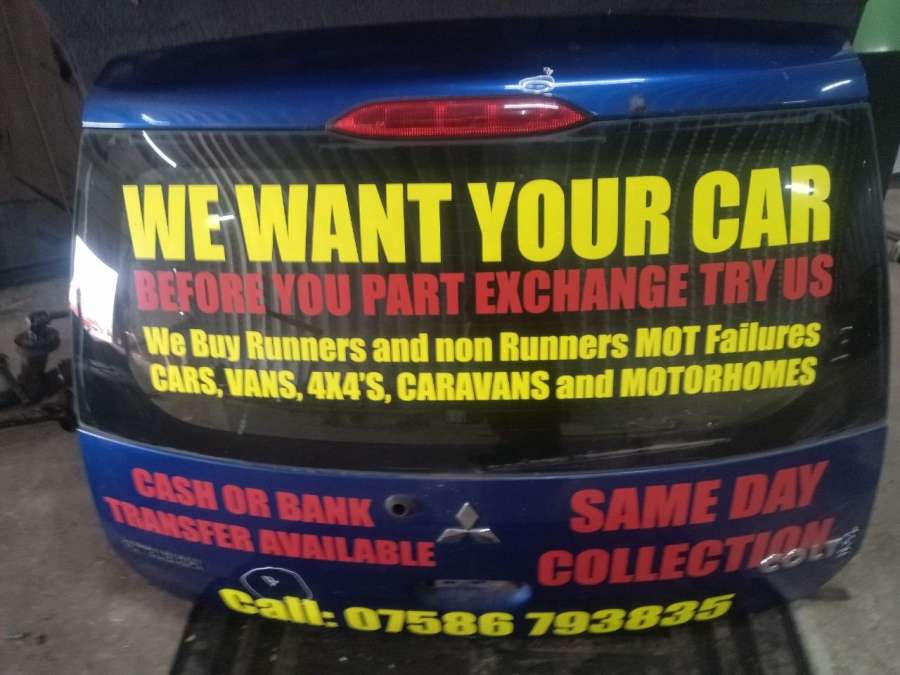 WE WANT YOUR CAR
BEFORE YOU PART EXCHANGE TRY US
We Buy Runners and non Runners MOT Failures
CARS, VANS, 4X4'S, CARAVANS and MOTORHOMES
CASH OR BANK
TRANSFER AVAILABLE
SAME DAY
COLLECTION
COLT
Call: 07586 793835